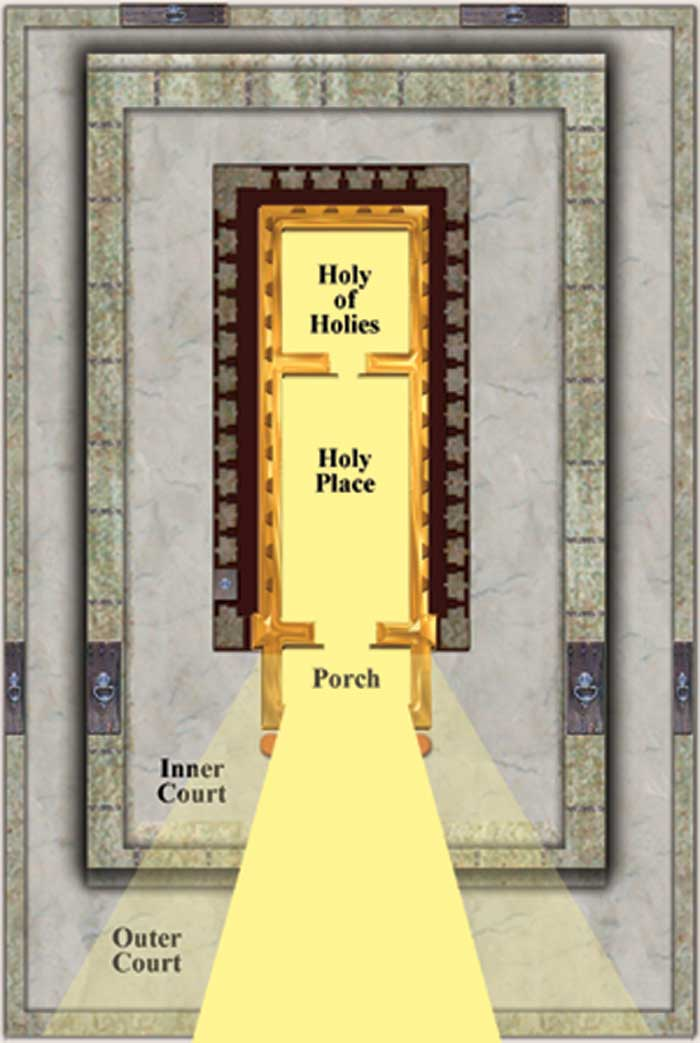 Holy
of
Holies
Holy
Place
Porch
Inner
Court
Outer
Court